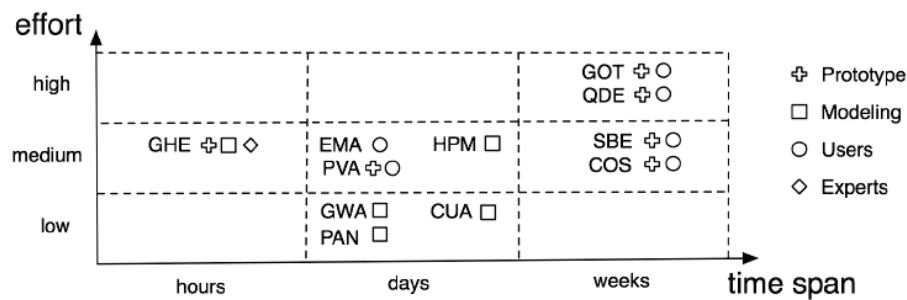 effort
high
GOT
QDE
Prototype
Modeling
Users
Experts
medium
GHE
EMA
HPM
PVA
SBE
COS
low
GWA
CUA
PAN
hours
days
weeks
time span